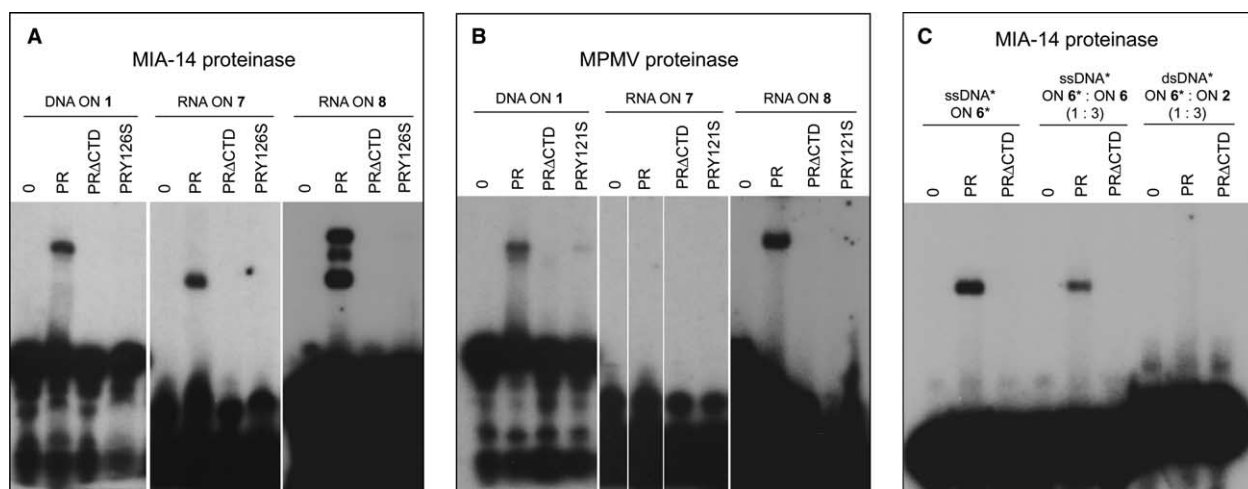 A
MIA-14 proteinase
DNA ON 1 RNA ON 7 RNA ON 8
0 PR PRΔCTD PRY126S 0 PR PRΔCTD PRY126S 0 PR PRΔCTD PRY126S
B
MPMV proteinase
DNA ON 1 RNA ON 7 RNA ON 8
0 PR PRΔCTD PRY121S 0 PR PRΔCTD PRY121S 0 PR PRΔCTD PRY121S
C
MIA-14 proteinase
ssDNA* ON 6*
ssDNA* ON 6* : ON 6 (1 : 3)
dsDNA* ON 6* : ON 2 (1 : 3)
0 PR PRΔCTD 0 PR PRΔCTD 0 PR PRΔCTD